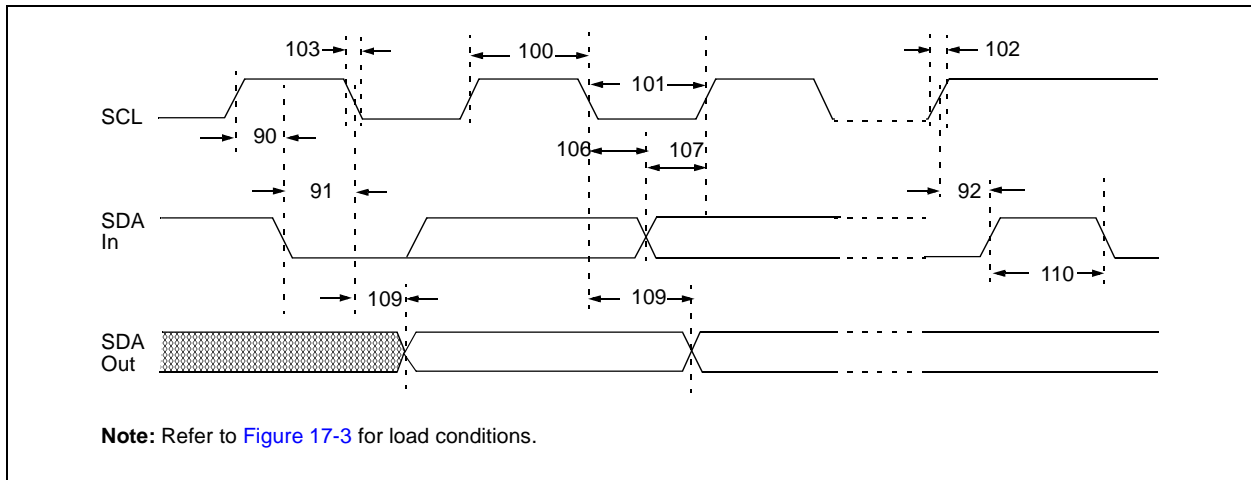 103
100
102
101
SCL
90
106
107
91
92
SDA
In
110
109
109
SDA
Out
Note: Refer to Figure 17-3 for load conditions.